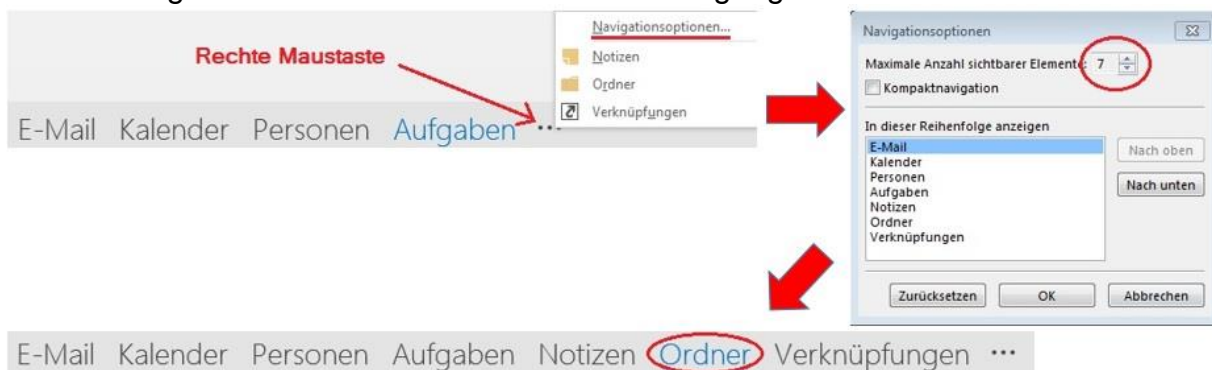 Navigationsoptionen...
Notizen
Ordner
Verknüpfungen
Rechte Maustaste
E-Mail Kalender Personen Aufgaben ...
Navigationsoptionen
Maximale Anzahl sichtbarer Elemente: 7
Kompaktnavigation
In dieser Reihenfolge anzeigen
E-Mail
Kalender
Personen
Aufgaben
Notizen
Ordner
Verknüpfungen
Nach oben
Nach unten
Zurücksetzen OK Abbrechen
E-Mail Kalender Personen Aufgaben Notizen Ordner Verknüpfungen ...